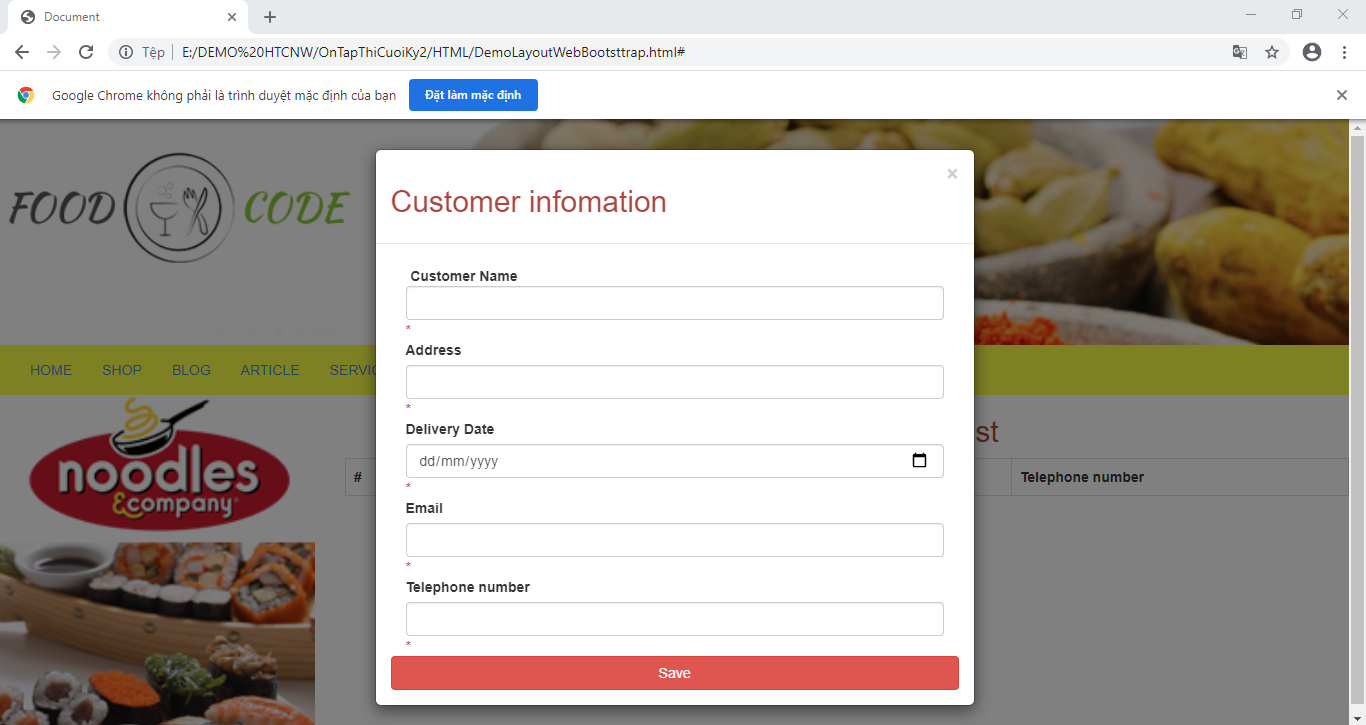 Document
Tệp
E:/DEMO%20HTCNW/OnTapThiCuoiKy2/HTML/DemoLayoutWebBootsttrap.html#
Google Chrome không phải là trình duyệt mặc định của bạn
Đặt làm mặc định
×
FOOD CODE
Customer infomation
Customer Name
*
Address
*
Delivery Date
dd/mm/yyyy
*
Email
*
Telephone number
*
Save
HOME SHOP BLOG ARTICLE SERVIC
noodles
&company
st
# Telephone number